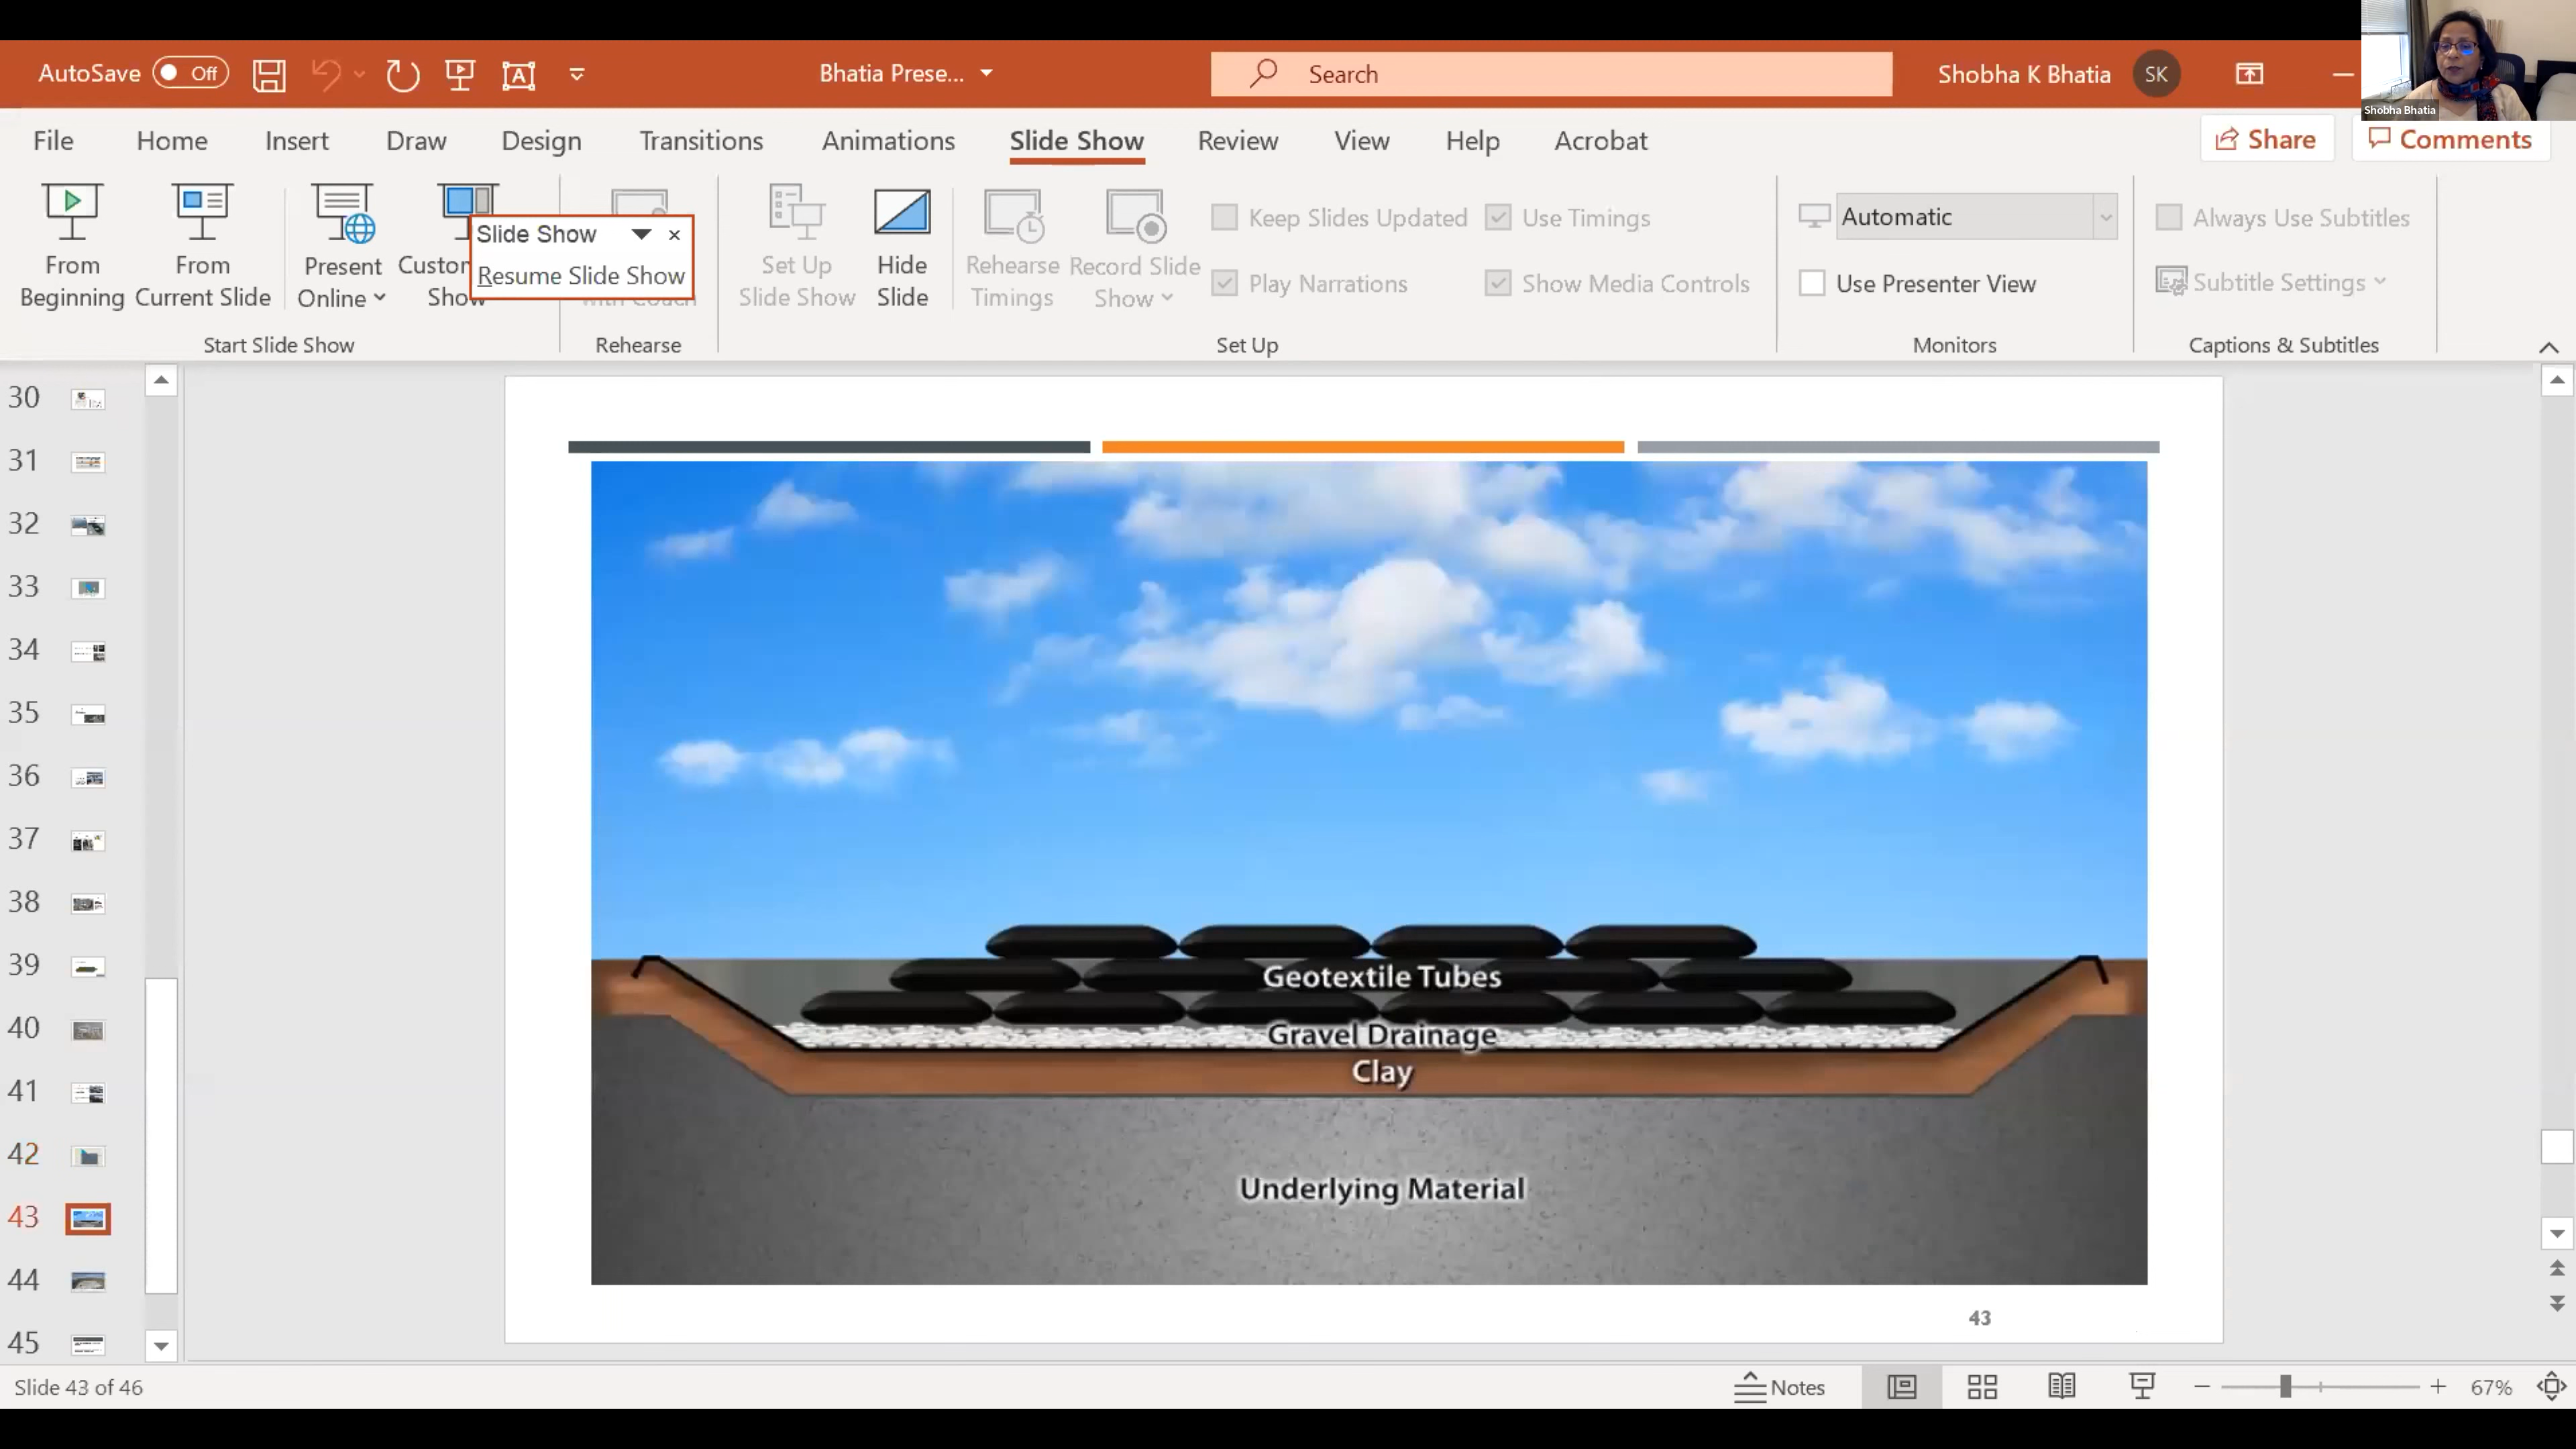 AutoSave Off
Bhatia Prese...
Search
Shobha K Bhatia SK
Shobha Bhatia
File Home Insert Draw Design Transitions Animations Slide Show Review View Help Acrobat
Share Comments
From Beginning
From Current Slide
Present Online
Custom Show
Slide Show
Resume Slide Show
with Coach
Set Up Slide Show
Hide Slide
Rehearse Timings
Record Slide Show
Keep Slides Updated
Play Narrations
Use Timings
Show Media Controls
Automatic
Use Presenter View
Always Use Subtitles
Subtitle Settings
Start Slide Show
Rehearse
Set Up
Monitors
Captions & Subtitles
30
31
32
33
34
35
36
37
38
39
40
41
42
43
44
45
Geotextile Tubes
Gravel Drainage
Clay
Underlying Material
43
Slide 43 of 46
Notes
67%